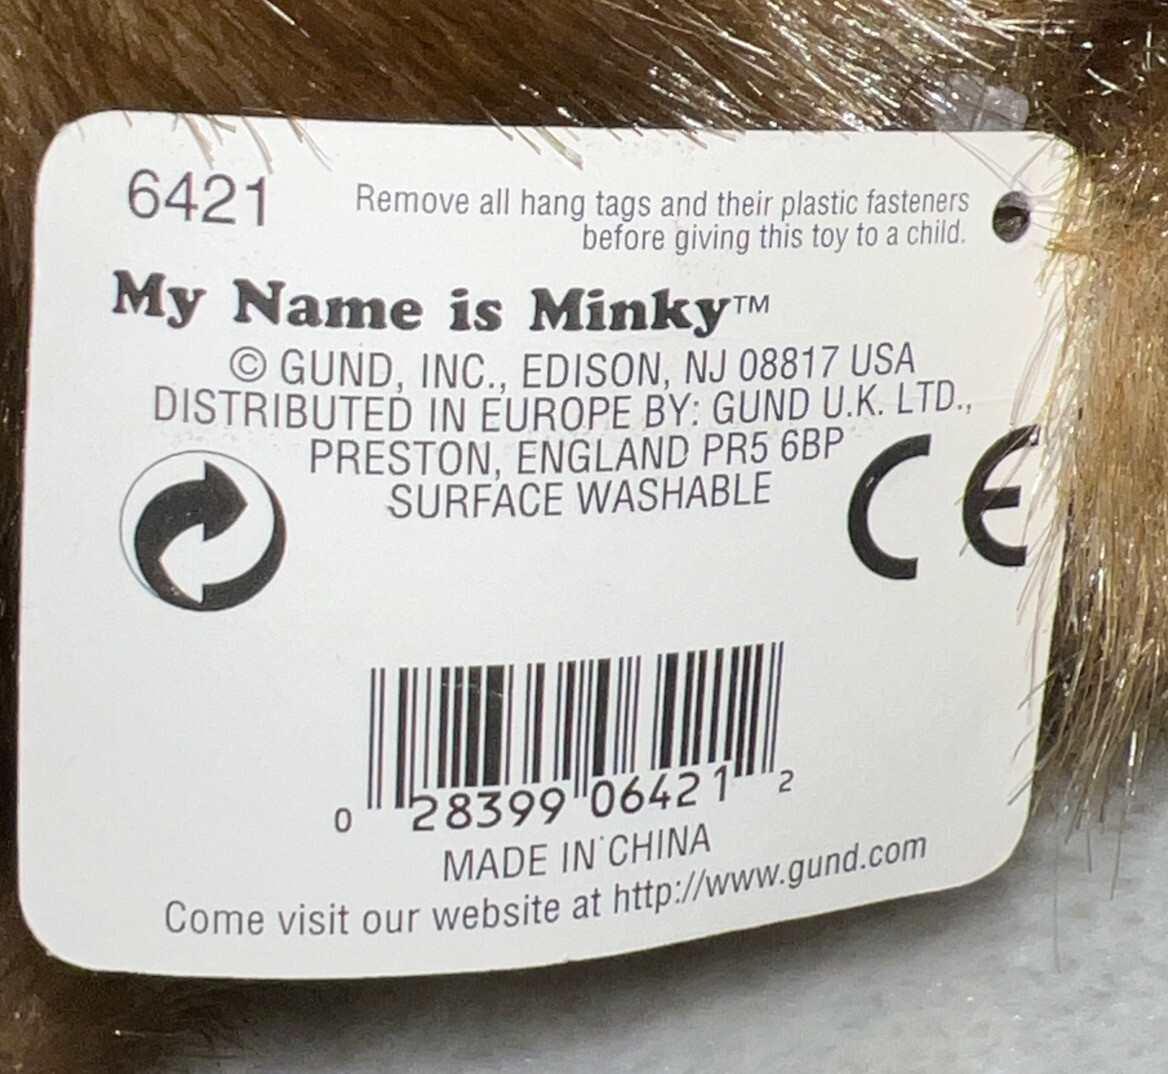 6421
Remove all hang tags and their plastic fasteners
before giving this toy to a child.
My Name is Minky™
© GUND, INC., EDISON, NJ 08817 USA
DISTRIBUTED IN EUROPE BY: GUND U.K. LTD.,
PRESTON, ENGLAND PR5 6BP
SURFACE WASHABLE
CE
0 28399 06421 2
MADE IN CHINA
Come visit our website at http://www.gund.com